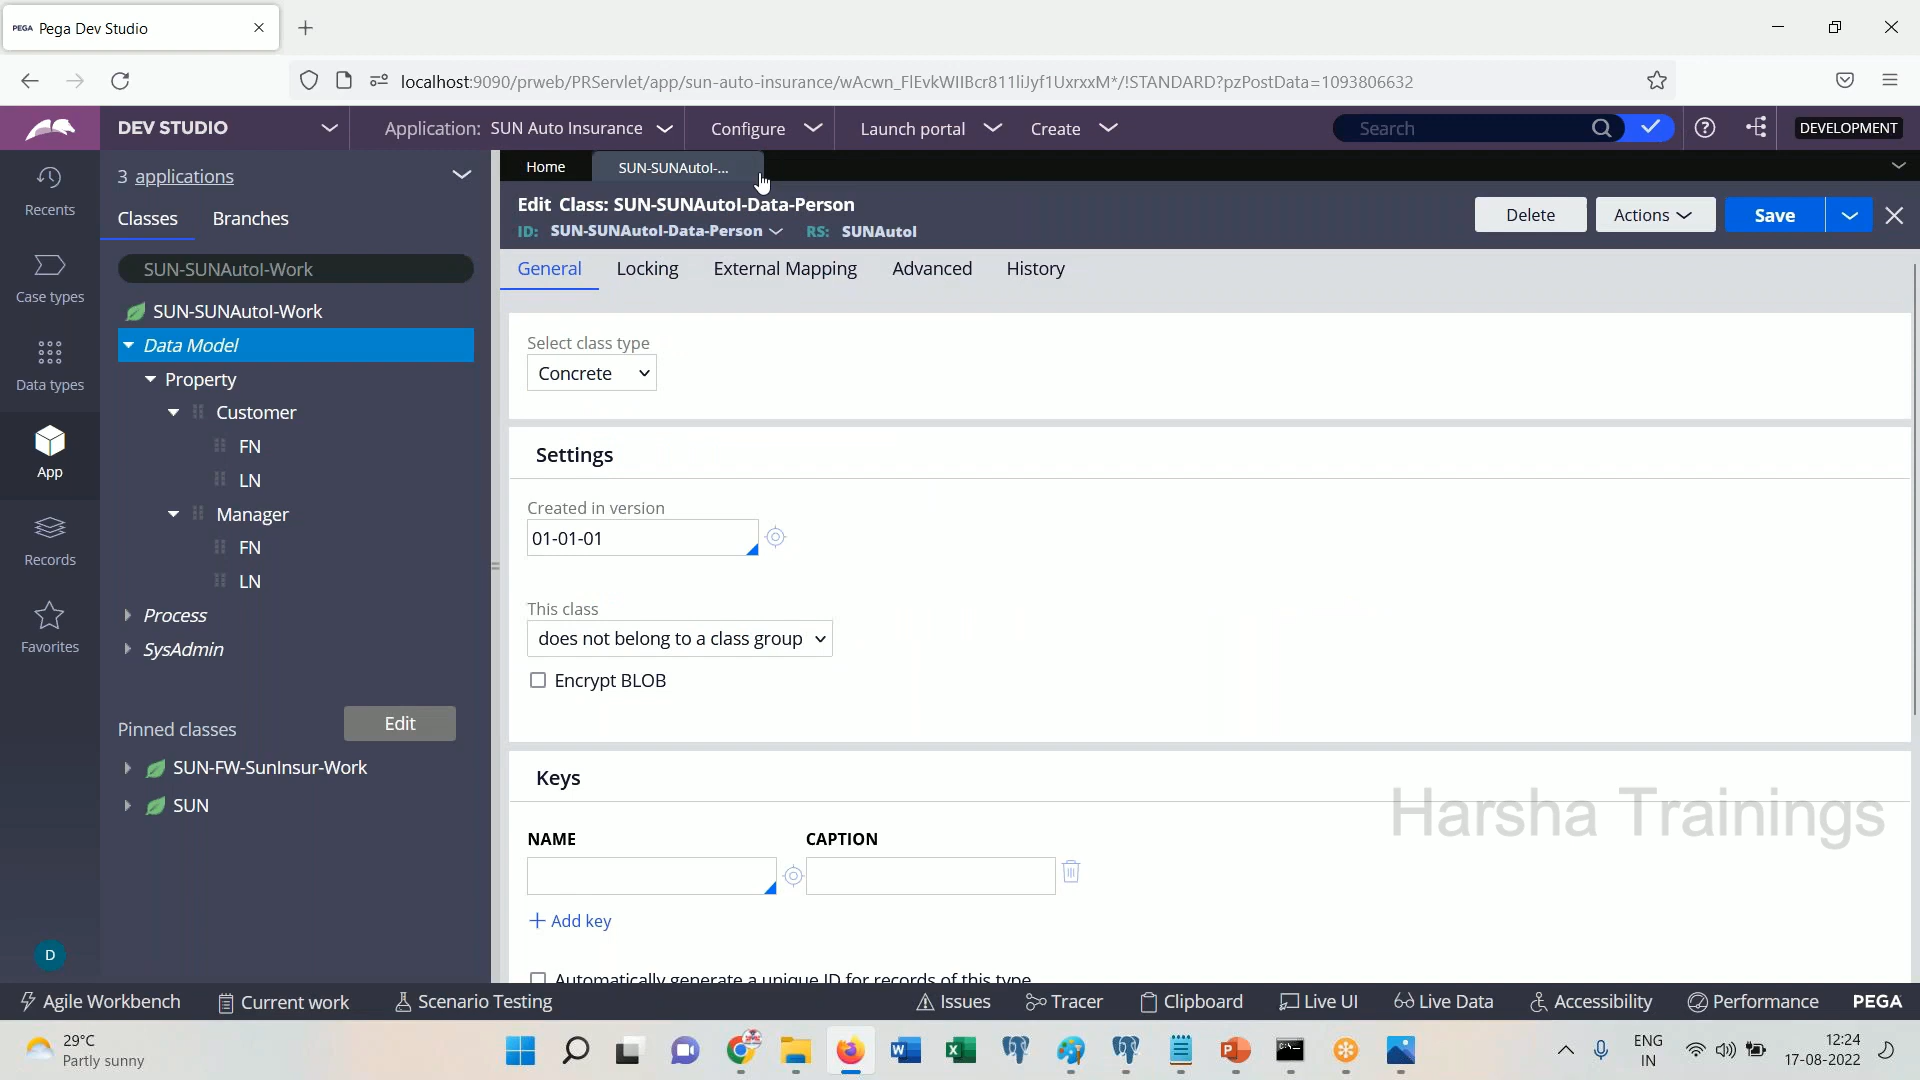 PEGA Pega Dev Studio
localhost:9090/prweb/PRServlet/app/sun-auto-insurance/wAcwn_FlEvkWIIBcr811liJyf1UxrxxM*/!STANDARD?pzPostData=1093806632
DEV STUDIO Application: SUN Auto Insurance Configure Launch portal Create Search DEVELOPMENT
Recents
Case types
Data types
App
Records
Favorites
D
3 applications
Classes Branches
SUN-SUNAutoI-Work
SUN-SUNAutoI-Work
Data Model
Property
Customer
FN
LN
Manager
FN
LN
Process
SysAdmin
Pinned classes Edit
SUN-FW-SunInsur-Work
SUN
Home SUN-SUNAutoI-...
Edit Class: SUN-SUNAutoI-Data-Person
ID: SUN-SUNAutoI-Data-Person RS: SUNAutoI
Delete Actions Save
General Locking External Mapping Advanced History
Select class type
Concrete
Settings
Created in version
01-01-01
This class
does not belong to a class group
Encrypt BLOB
Keys
NAME CAPTION
+ Add key
Automatically generate a unique ID for records of this type
Harsha Trainings
Agile Workbench Current work Scenario Testing Issues Tracer Clipboard Live UI Live Data Accessibility Performance PEGA
29°C
Partly sunny
ENG
IN
12:24
17-08-2022